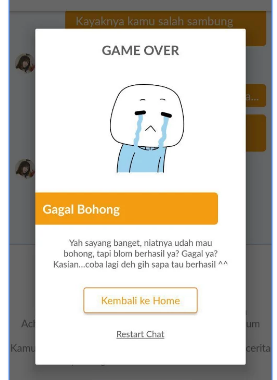 Kayaknya kamu salah sambung
GAME OVER
Gagal Bohong
Yah sayang banget, niatnya udah mau
bohong, tapi blom berhasil ya? Gagal ya?
Kasian...coba lagi deh gih sapa tau berhasil ^^
Kembali ke Home
Restart Chat